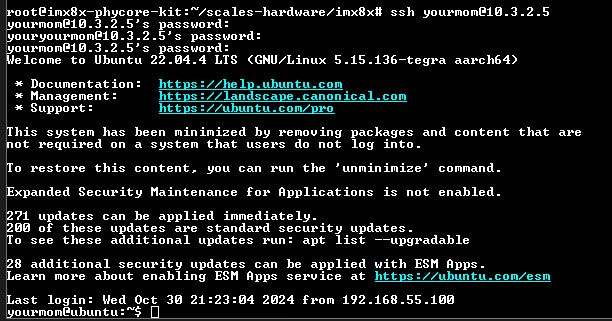 root@imx8x-phycore-kit:~/scales-hardware/imx8x# ssh yourmom@10.3.2.5
yourmom@10.3.2.5's password:
youryourmom@10.3.2.5's password:
yourmom@10.3.2.5's password:
Welcome to Ubuntu 22.04.4 LTS (GNU/Linux 5.15.136-tegra aarch64)
* Documentation: https://help.ubuntu.com
* Management: https://landscape.canonical.com
* Support: https://ubuntu.com/pro
This system has been minimized by removing packages and content that are
not required on a system that users do not log into.
To restore this content, you can run the 'unminimize' command.
Expanded Security Maintenance for Applications is not enabled.
271 updates can be applied immediately.
200 of these updates are standard security updates.
To see these additional updates run: apt list --upgradable
28 additional security updates can be applied with ESM Apps.
Learn more about enabling ESM Apps service at https://ubuntu.com/esm
Last login: Wed Oct 30 21:23:04 2024 from 192.168.55.100
yourmom@ubuntu:~$